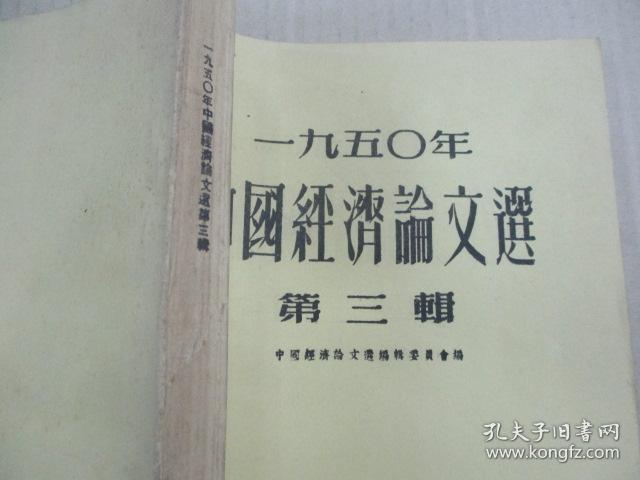 一九五〇年
中國經濟論文選
第三輯
中國經濟論文選編輯委員會編
一九五〇年中國經濟論文選第三輯
孔夫子旧书网
www.kongfz.com